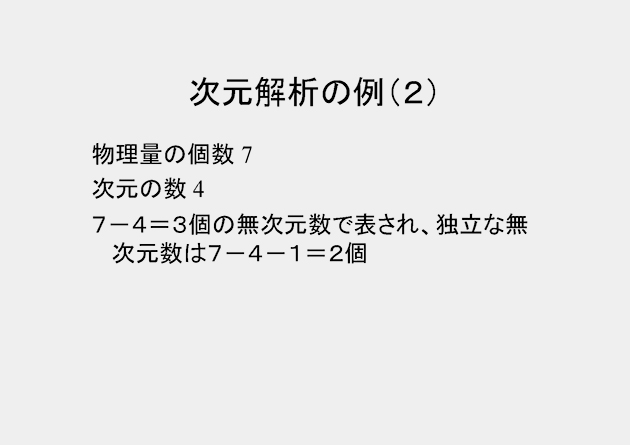 次元解析の例（２）
物理量の個数 7
次元の数 4
７－４＝３個の無次元数で表され、独立な無
次元数は７－４－１＝２個